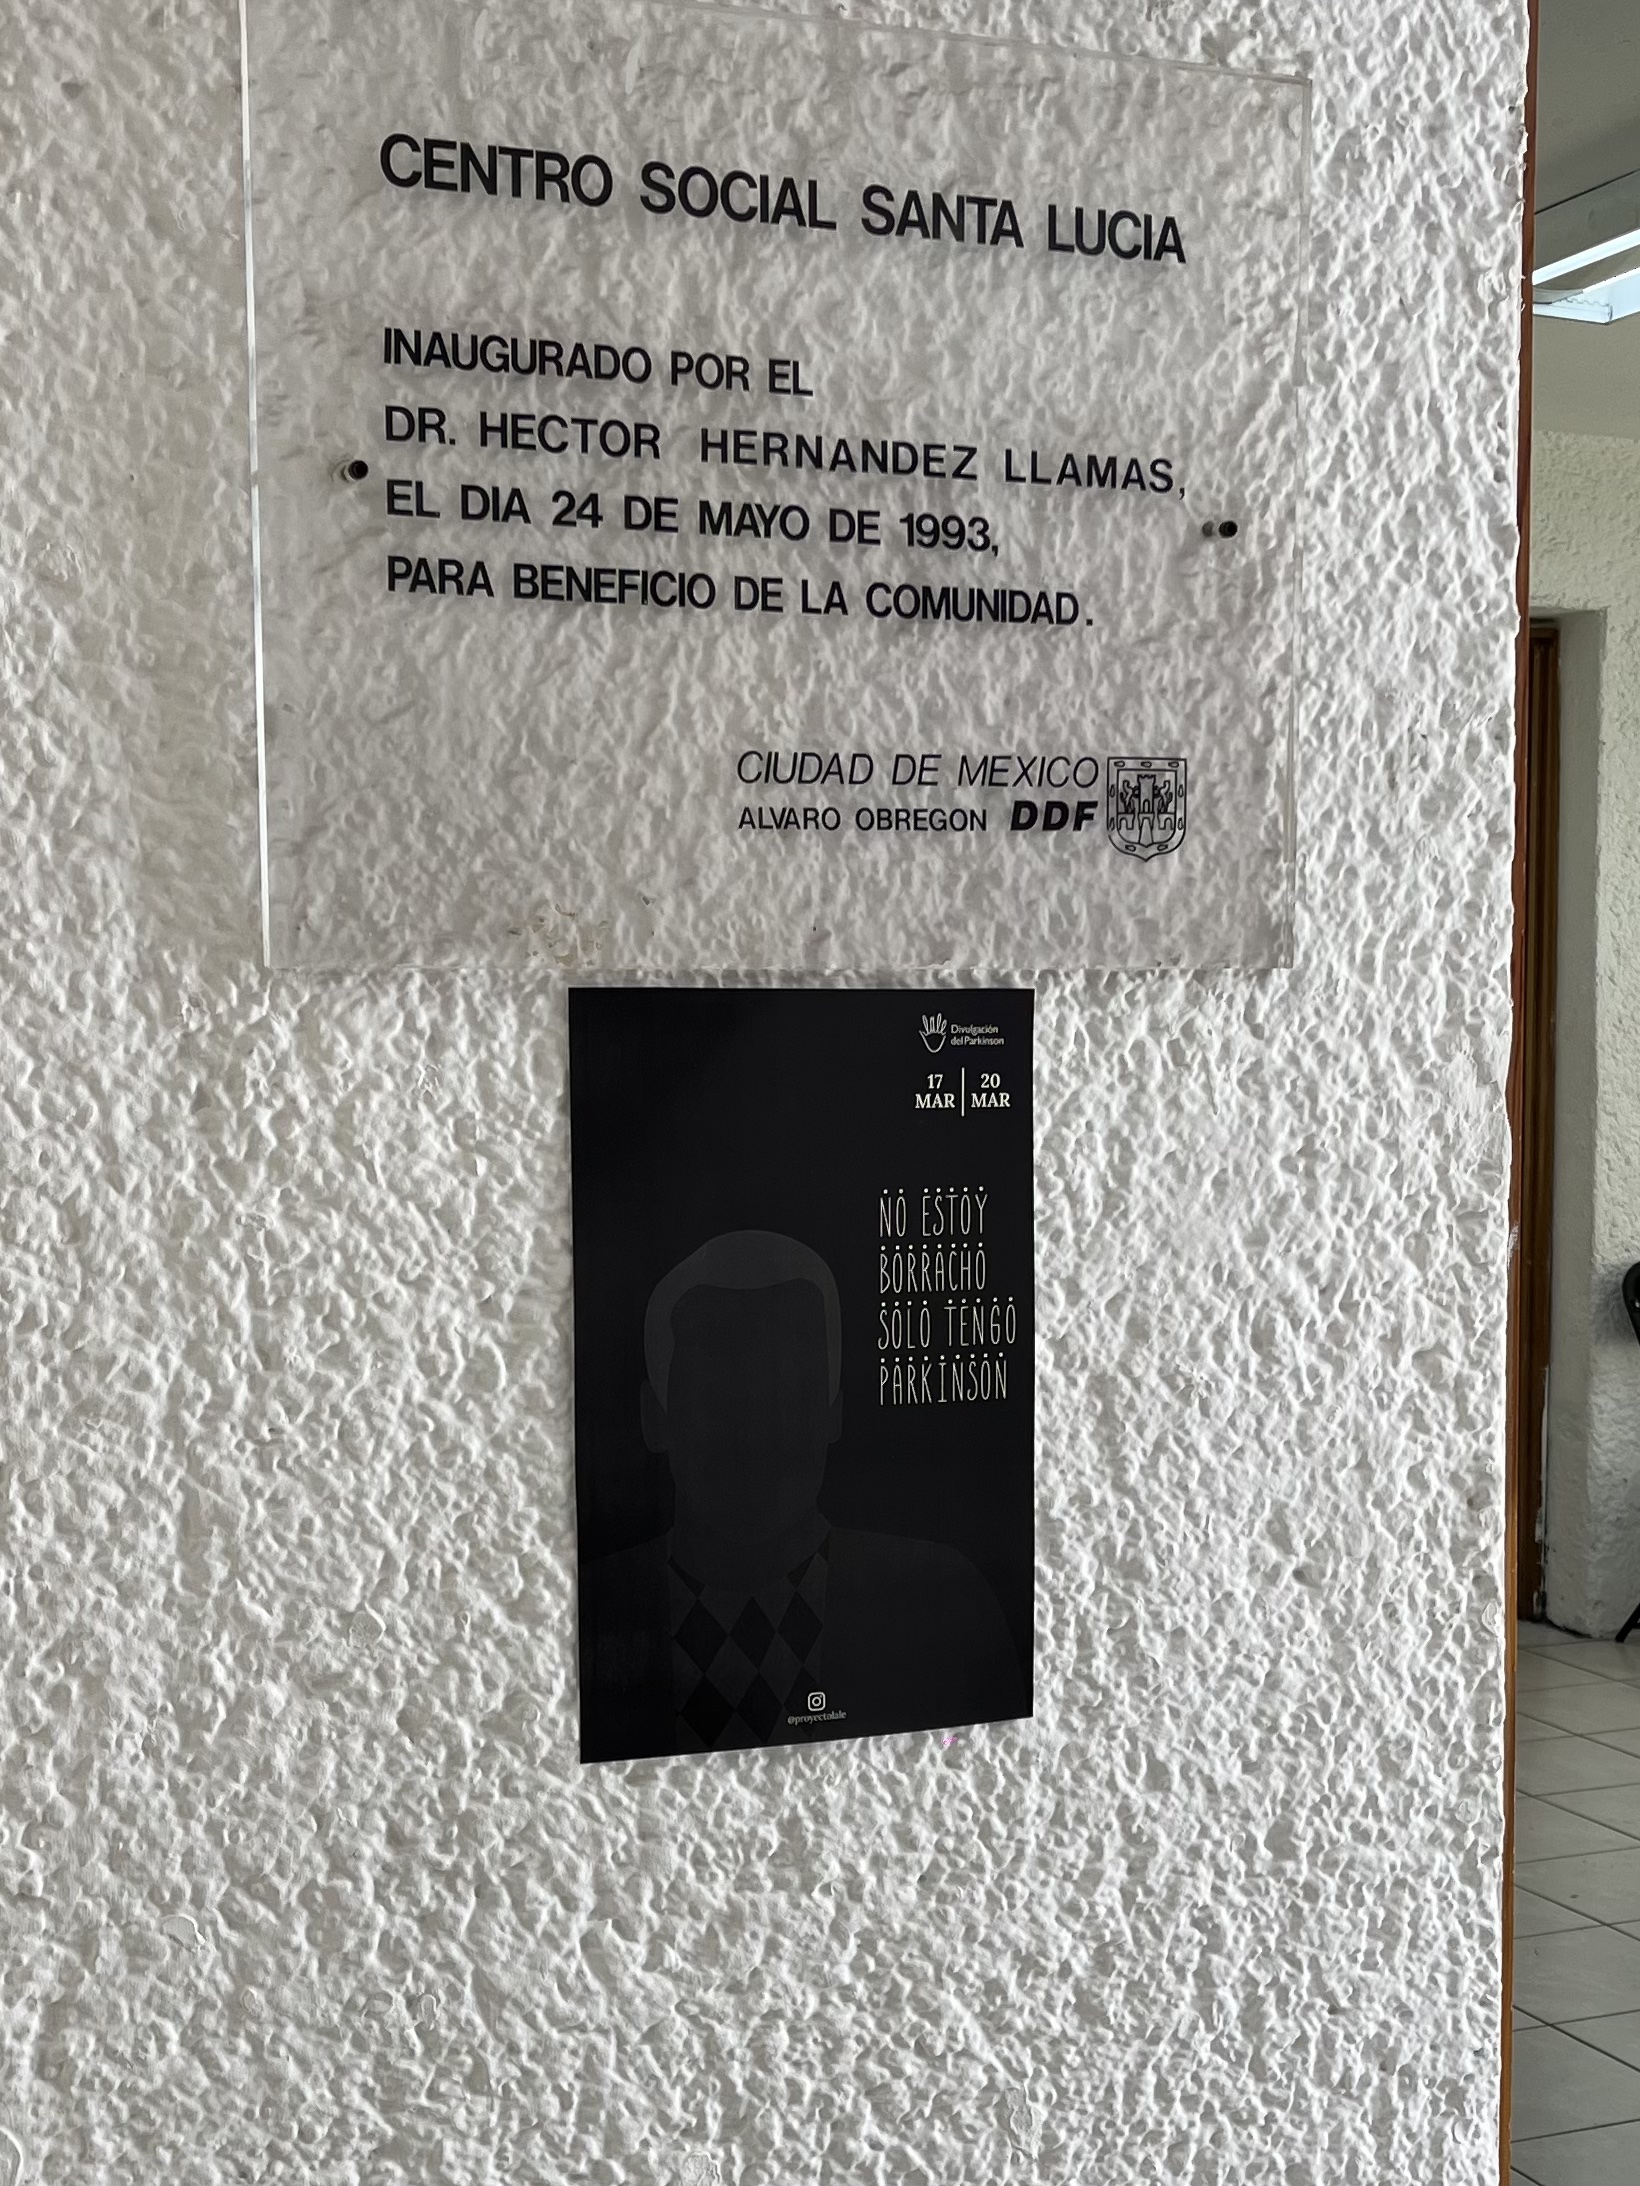 CENTRO SOCIAL SANTA LUCIA
INAUGURADO POR EL
DR. HECTOR HERNANDEZ LLAMAS,
EL DIA 24 DE MAYO DE 1993,
PARA BENEFICIO DE LA COMUNIDAD.
CIUDAD DE MEXICO
ALVARO OBREGON DDF
Divulgación
del Parkinson
17 20
MAR MAR
NO ESTOY
BORRACHO
SOLO TENGO
PARKINSON
@proyectolale